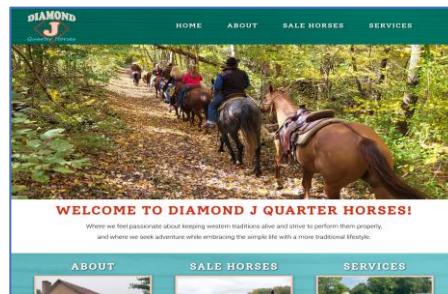 DIAMOND
J
Quarter Horses
HOME ABOUT SALE HORSES SERVICES
WELCOME TO DIAMOND J QUARTER HORSES!
Where we feel passionate about keeping western traditions alive and strive to perform them properly,
and where we seek adventure while embracing the simple life with a more traditional lifestyle.
ABOUT SALE HORSES SERVICES